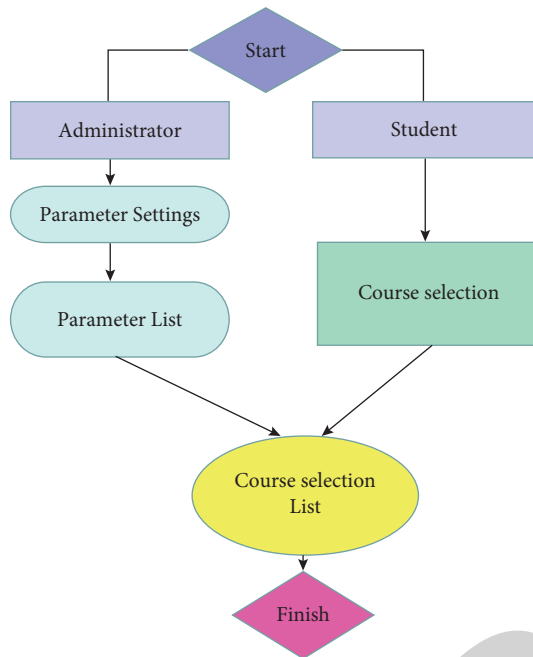 Start
Administrator
Student
Parameter Settings
Parameter List
Course selection
Course selection
List
Finish